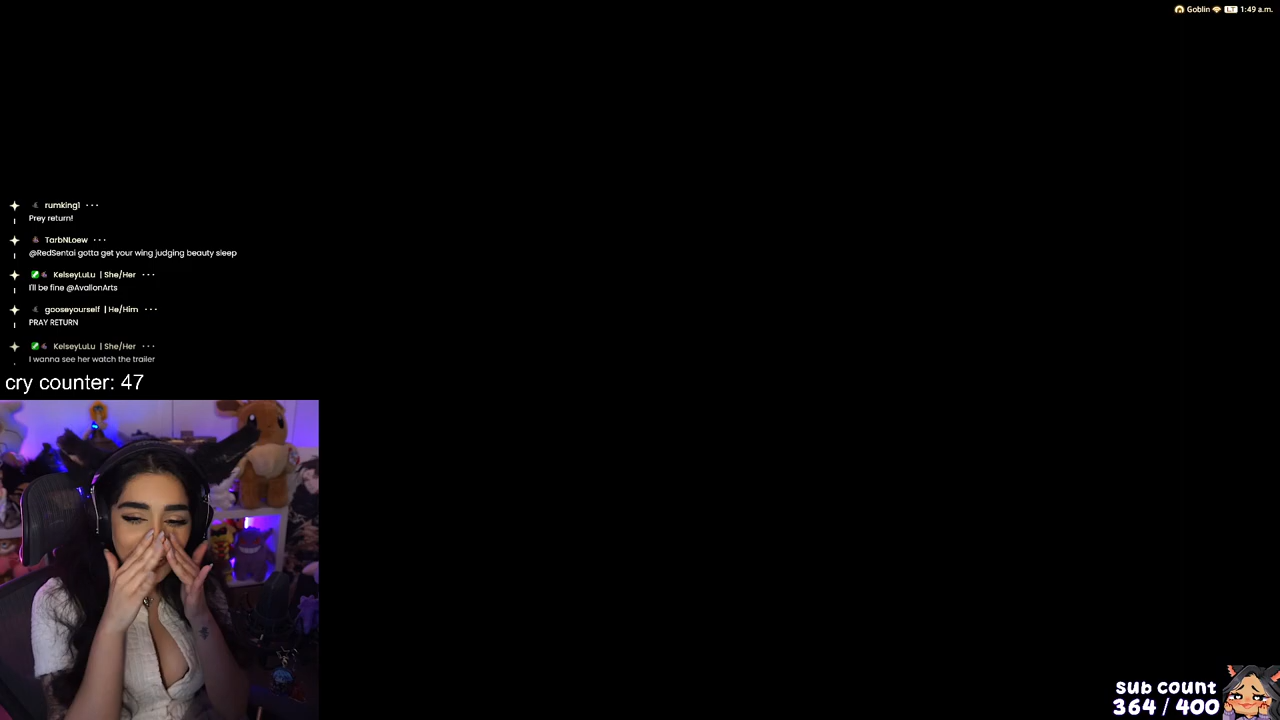 Goblin LT 1:49 a.m.
rumking1 ...
Prey return!
TarbNLoew ...
@RedSentai gotta get your wing judging beauty sleep
KelseyLuLu | She/Her ...
I'll be fine @AvallonArts
gooseyourself | He/Him ...
PRAY RETURN
KelseyLuLu | She/Her ...
I wanna see her watch the trailer
cry counter: 47
sub count
364 / 400